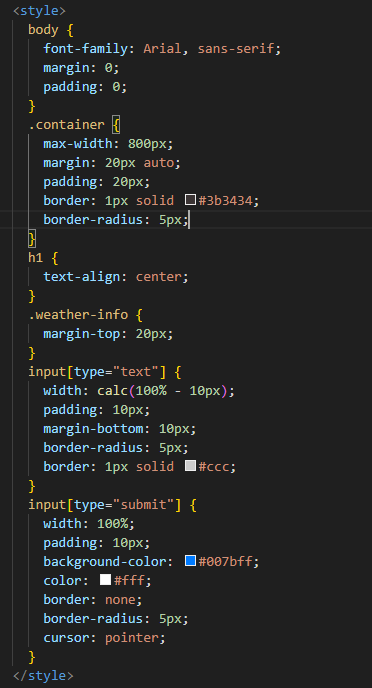 <style>
body {
font-family: Arial, sans-serif;
margin: 0;
padding: 0;
}
.container {
max-width: 800px;
margin: 20px auto;
padding: 20px;
border: 1px solid #3b3434;
border-radius: 5px;
}
h1 {
text-align: center;
}
.weather-info {
margin-top: 20px;
}
input[type="text"] {
width: calc(100% - 10px);
padding: 10px;
margin-bottom: 10px;
border-radius: 5px;
border: 1px solid #ccc;
}
input[type="submit"] {
width: 100%;
padding: 10px;
background-color: #007bff;
color: #fff;
border: none;
border-radius: 5px;
cursor: pointer;
}
</style>